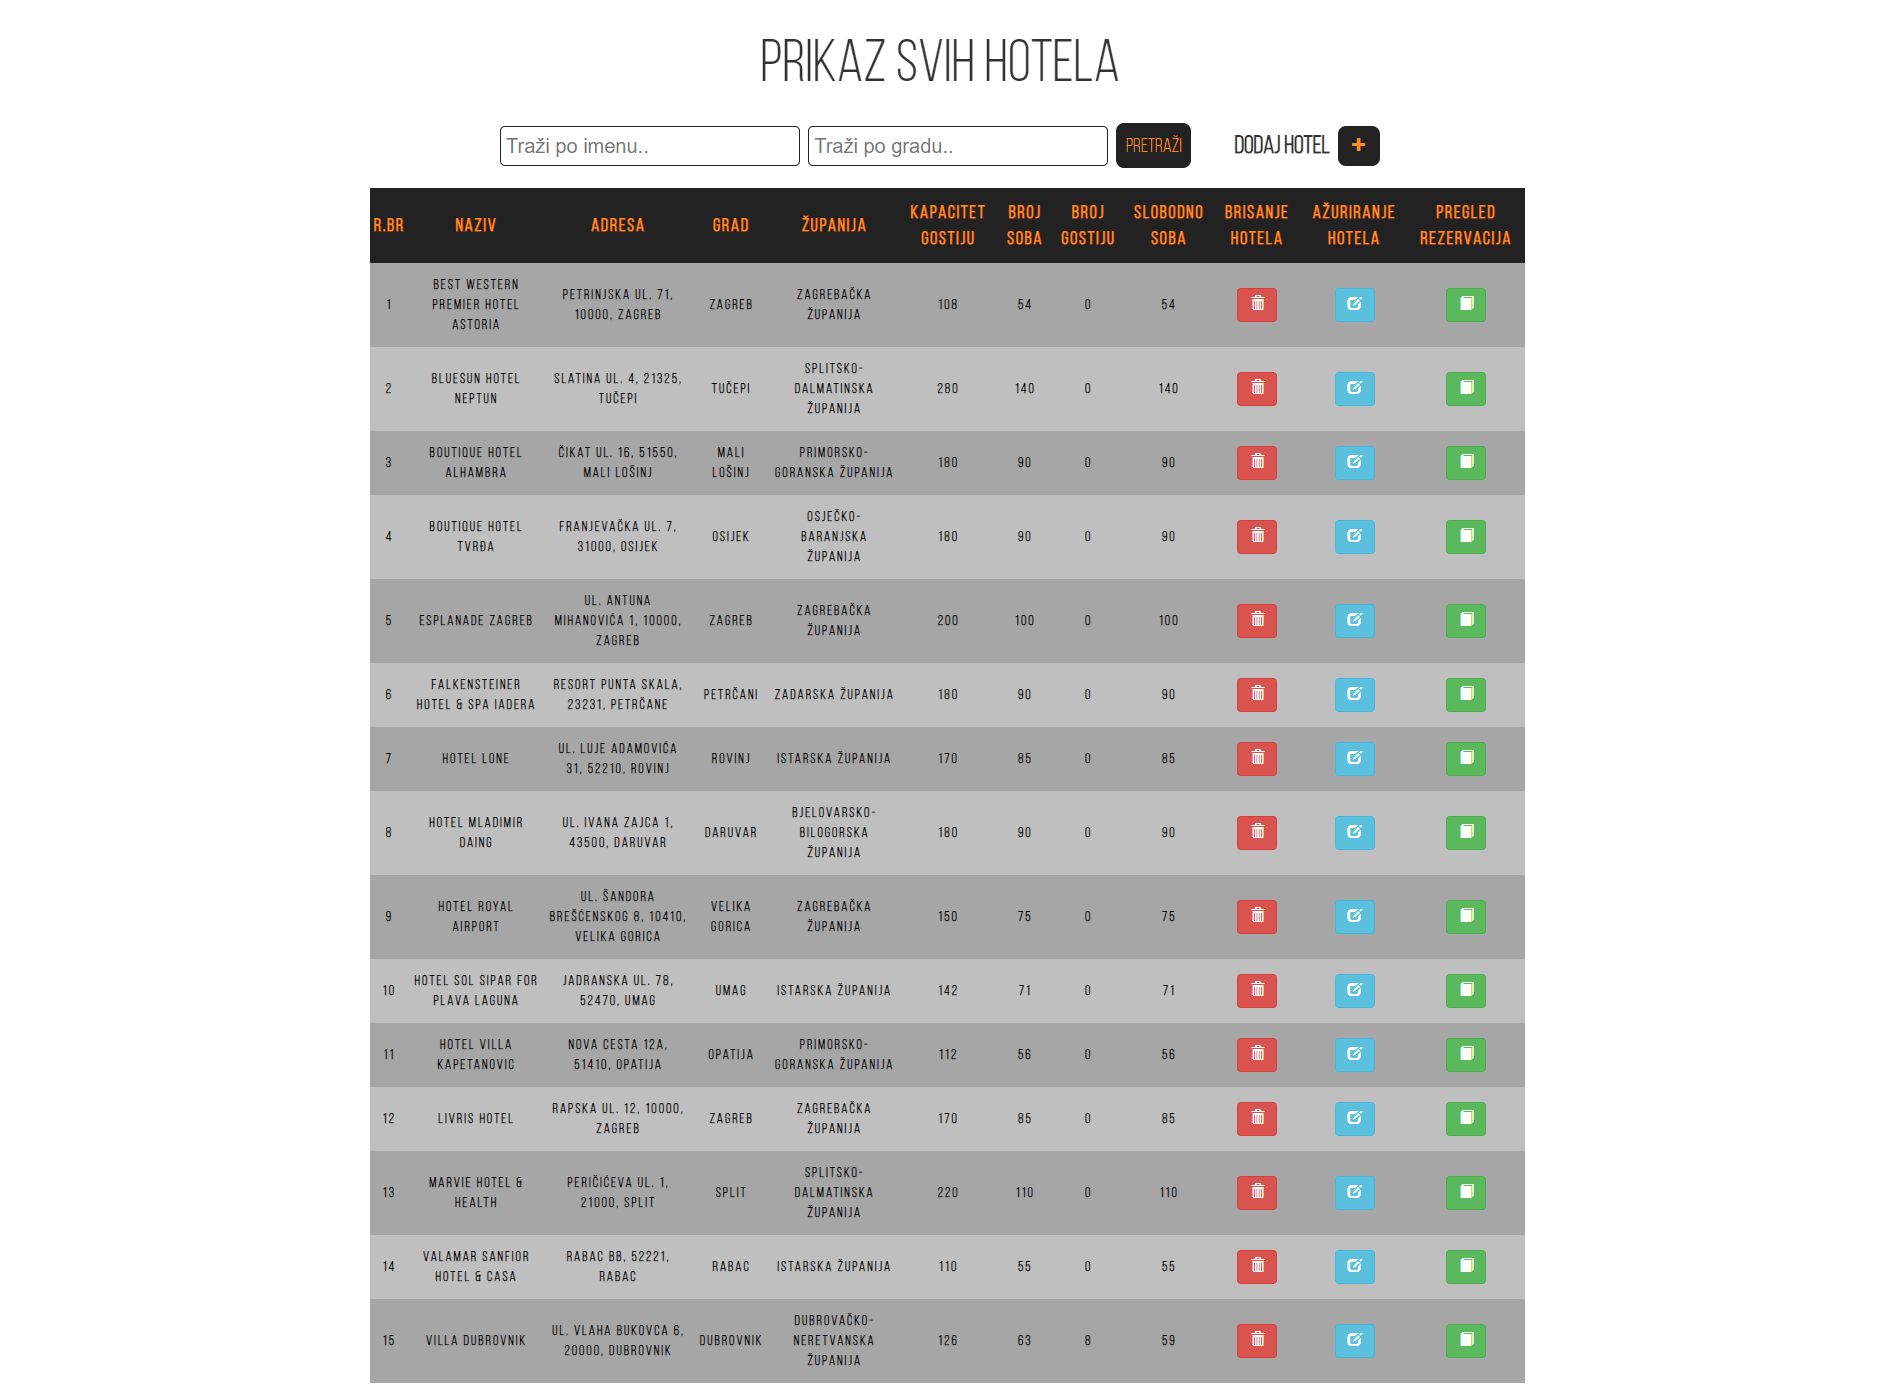 PRIKAZ SVIH HOTELA
Traži po imenu.. Traži po gradu.. PRETRAŽI DODAJ HOTEL +
R.BR NAZIV ADRESA GRAD ŽUPANIJA KAPACITET GOSTIJU BROJ SOBA BROJ GOSTIJU SLOBODNO SOBA BRISANJE HOTELA AŽURIRANJE HOTELA PREGLED REZERVACIJA
1 BEST WESTERN PREMIER HOTEL ASTORIA PETRINJSKA UL. 71, 10000, ZAGREB ZAGREB ZAGREBAČKA ŽUPANIJA 108 54 0 54
2 BLUESUN HOTEL NEPTUN SLATINA UL. 4, 21325, TUČEPI TUČEPI SPLITSKO-DALMATINSKA ŽUPANIJA 280 140 0 140
3 BOUTIQUE HOTEL ALHAMBRA ČIKAT UL. 16, 51550, MALI LOŠINJ MALI LOŠINJ PRIMORSKO-GORANSKA ŽUPANIJA 180 90 0 90
4 BOUTIQUE HOTEL TVRĐA FRANJEVAČKA UL. 7, 31000, OSIJEK OSIJEK OSJEČKO-BARANJSKA ŽUPANIJA 180 90 0 90
5 ESPLANADE ZAGREB UL. ANTUNA MIHANOVIĆA 1, 10000, ZAGREB ZAGREB ZAGREBAČKA ŽUPANIJA 200 100 0 100
6 FALKENSTEINER HOTEL & SPA IADERA RESORT PUNTA SKALA, 23231, PETRČANE PETRČANI ZADARSKA ŽUPANIJA 180 90 0 90
7 HOTEL LONE UL. LUJE ADAMOVIĆA 31, 52210, ROVINJ ROVINJ ISTARSKA ŽUPANIJA 170 85 0 85
8 HOTEL MLADIMIR DAING UL. IVANA ZAJCA 1, 43500, DARUVAR DARUVAR BJELOVARSKO-BILOGORSKA ŽUPANIJA 180 90 0 90
9 HOTEL ROYAL AIRPORT UL. ŠANDORA BREŠĆENSKOG 8, 10410, VELIKA GORICA VELIKA GORICA ZAGREBAČKA ŽUPANIJA 150 75 0 75
10 HOTEL SOL SIPAR FOR PLAVA LAGUNA JADRANSKA UL. 78, 52470, UMAG UMAG ISTARSKA ŽUPANIJA 142 71 0 71
11 HOTEL VILLA KAPETANOVIC NOVA CESTA 12A, 51410, OPATIJA OPATIJA PRIMORSKO-GORANSKA ŽUPANIJA 112 56 0 56
12 LIVRIS HOTEL RAPSKA UL. 12, 10000, ZAGREB ZAGREB ZAGREBAČKA ŽUPANIJA 170 85 0 85
13 MARVIE HOTEL & HEALTH PERIČIĆEVA UL. 1, 21000, SPLIT SPLIT SPLITSKO-DALMATINSKA ŽUPANIJA 220 110 0 110
14 VALAMAR SANFIOR HOTEL & CASA RABAC BB, 52221, RABAC RABAC ISTARSKA ŽUPANIJA 110 55 0 55
15 VILLA DUBROVNIK UL. VLAHA BUKOVCA 6, 20000, DUBROVNIK DUBROVNIK DUBROVAČKO-NERETVANSKA ŽUPANIJA 126 63 8 59